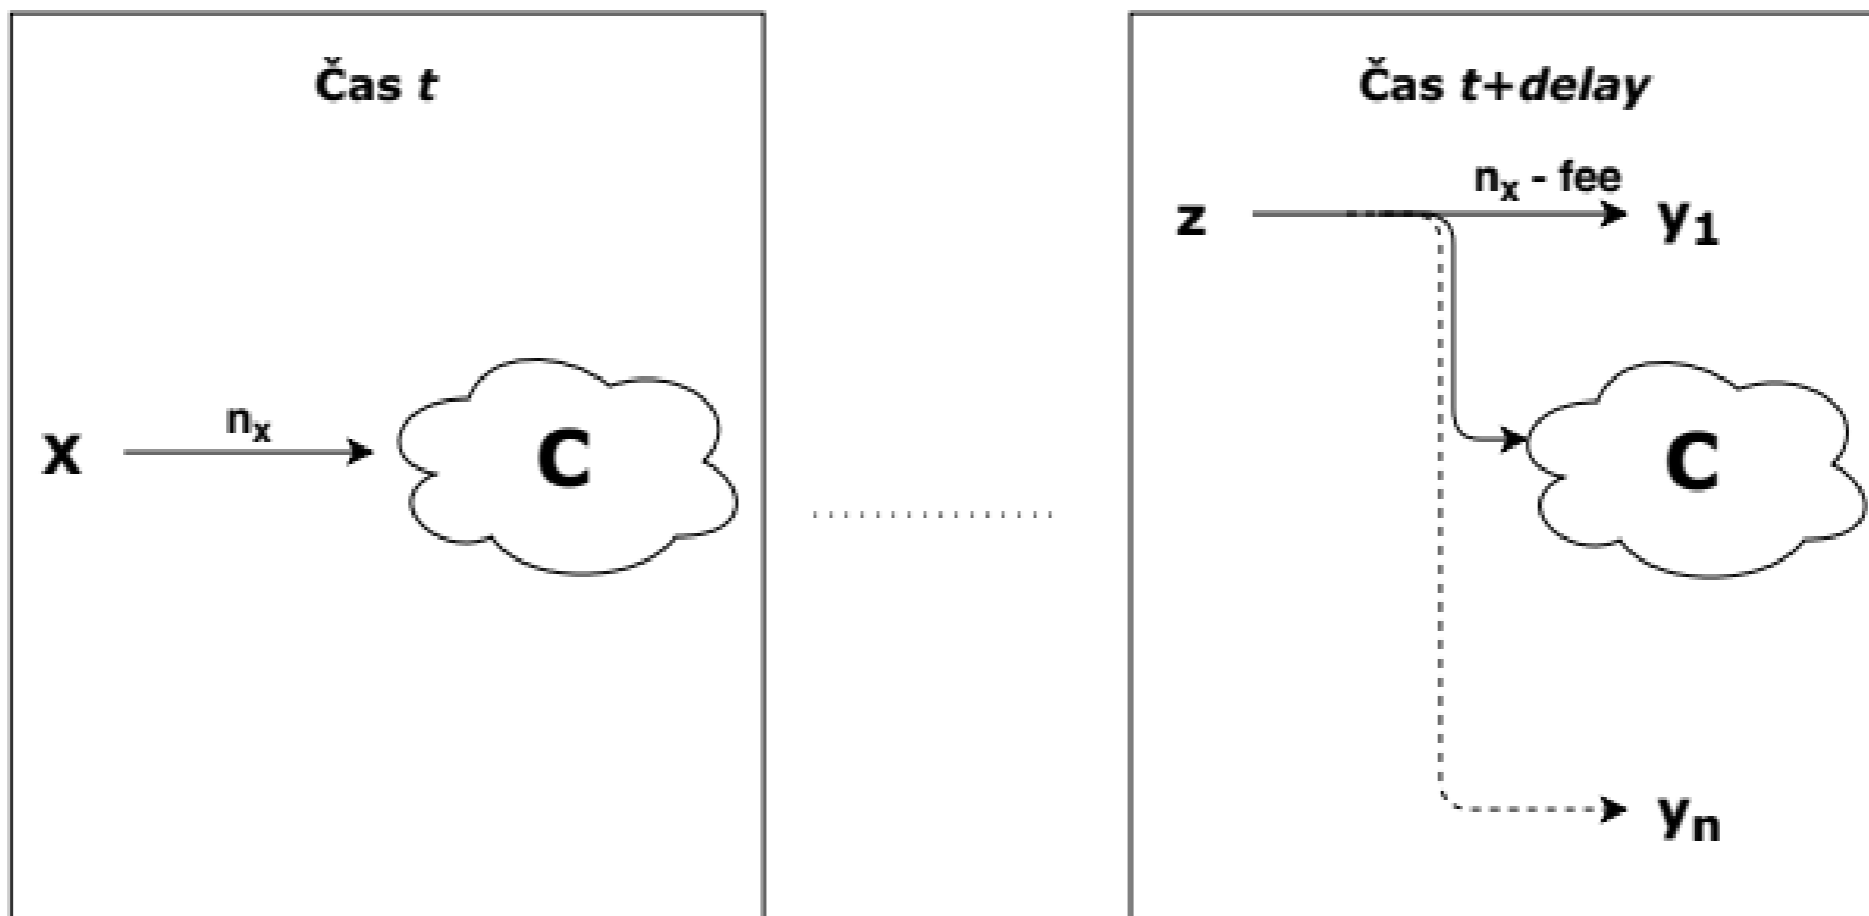 Čas t
X
nx
C
Čas t+delay
z
nx - fee
y1
C
yn